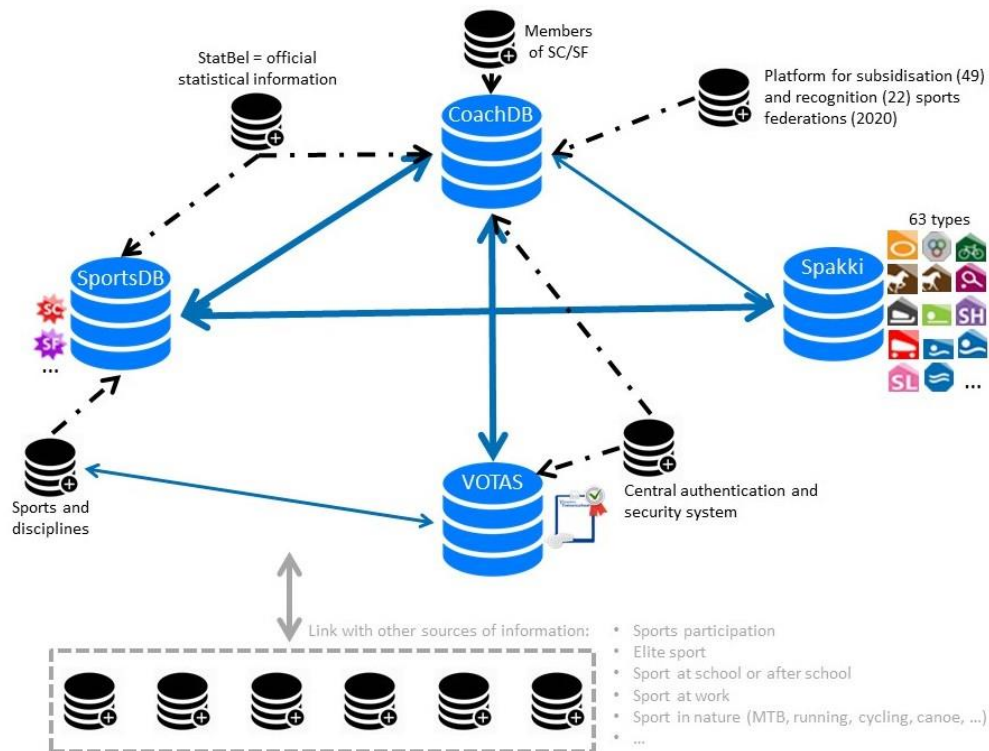 Members
of SC/SF
StatBel = official
statistical information
Platform for subsidisation (49)
and recognition (22) sports
federations (2020)
CoachDB
63 types
SportsDB
Spakki
SC
SF
...
SH
SL
...
VOTAS
Sports and
disciplines
Central authentication and
security system
Link with other sources of information:
• Sports participation
• Elite sport
• Sport at school or after school
• Sport at work
• Sport in nature (MTB, running, cycling, canoe, ...)
• ...